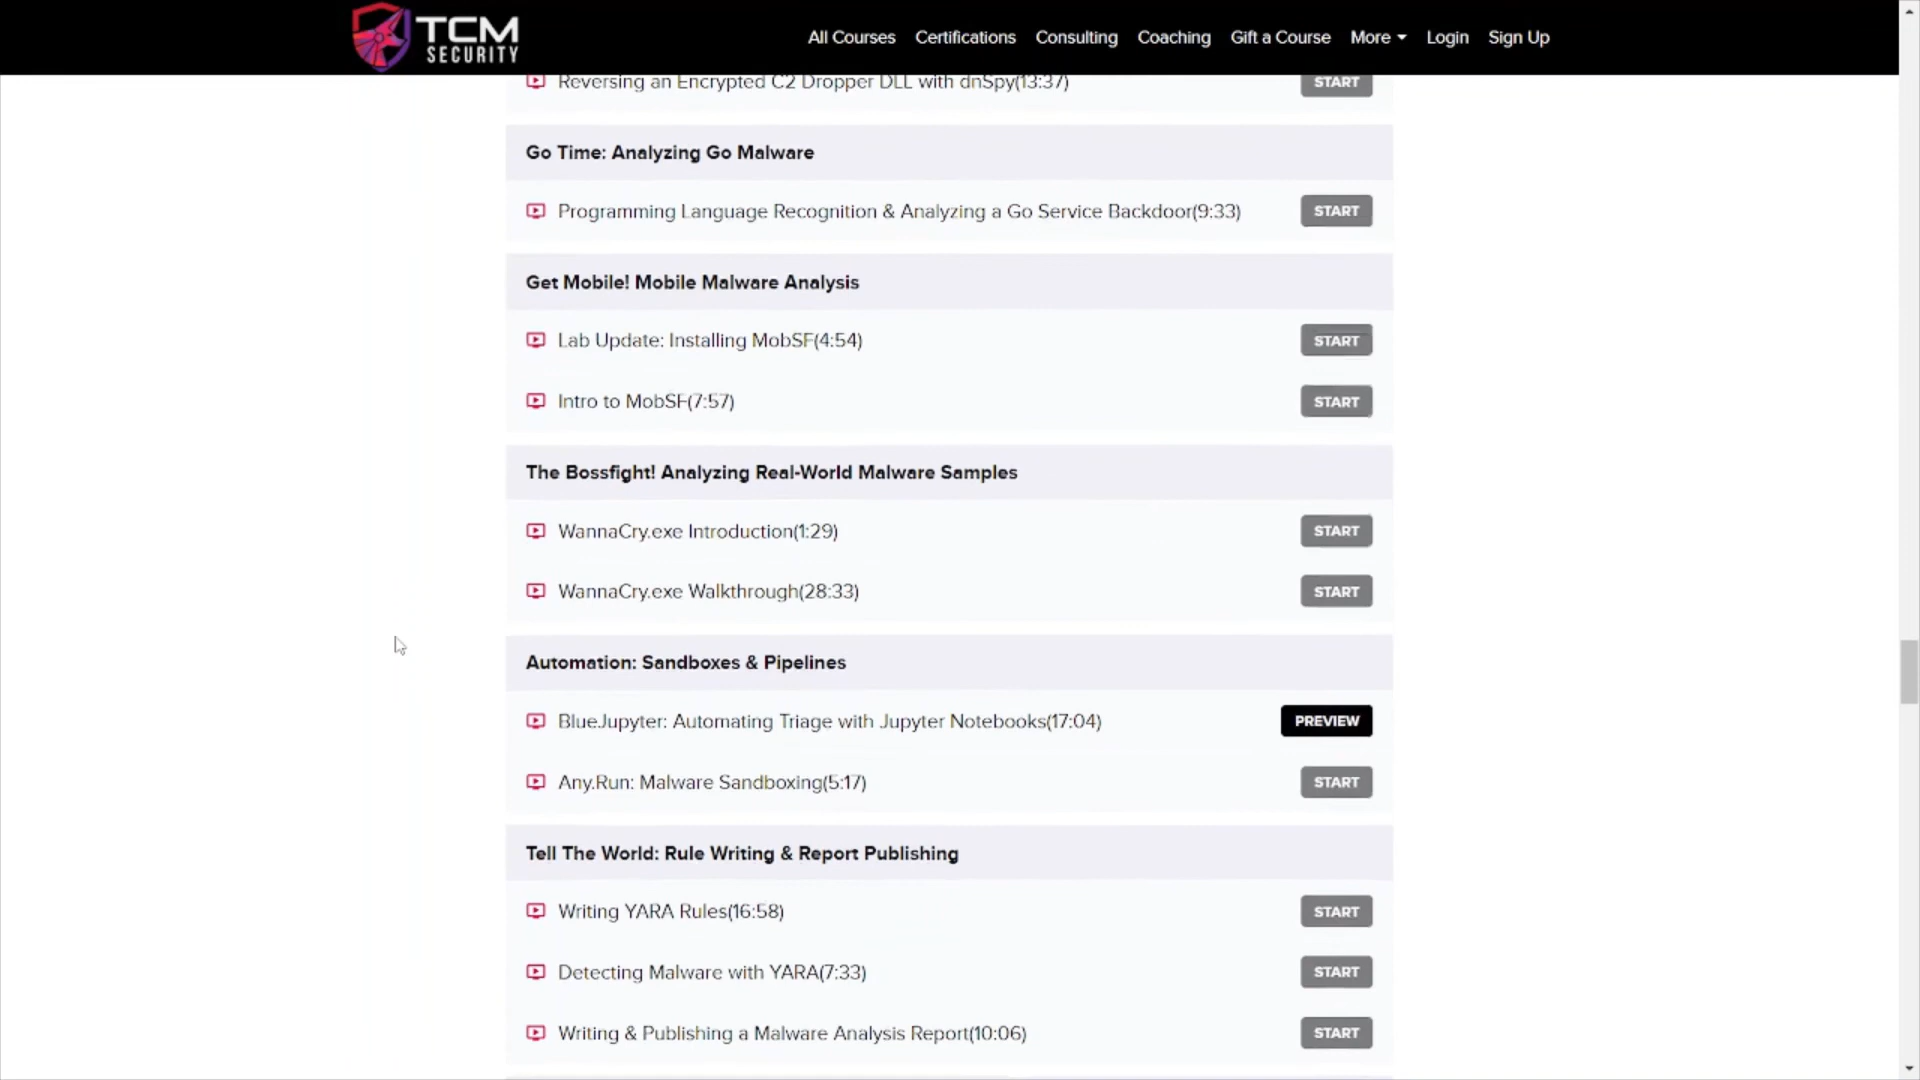 TCM
SECURITY
All Courses Certifications Consulting Coaching Gift a Course More Login Sign Up
Reversing an Encrypted C2 Dropper DLL with dnSpy(13:37) START
Go Time: Analyzing Go Malware
Programming Language Recognition & Analyzing a Go Service Backdoor(9:33) START
Get Mobile! Mobile Malware Analysis
Lab Update: Installing MobSF(4:54) START
Intro to MobSF(7:57) START
The Bossfight! Analyzing Real-World Malware Samples
WannaCry.exe Introduction(1:29) START
WannaCry.exe Walkthrough(28:33) START
Automation: Sandboxes & Pipelines
BlueJupyter: Automating Triage with Jupyter Notebooks(17:04) PREVIEW
Any.Run: Malware Sandboxing(5:17) START
Tell The World: Rule Writing & Report Publishing
Writing YARA Rules(16:58) START
Detecting Malware with YARA(7:33) START
Writing & Publishing a Malware Analysis Report(10:06) START